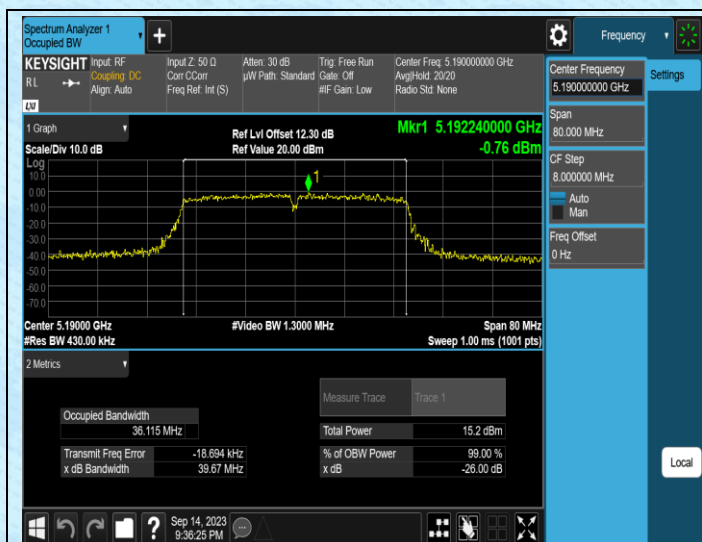 Spectrum Analyzer 1
Occupied BW
Frequency
KEYSIGHT
RL
LXI
Input: RF
Coupling: DC
Align: Auto
Input Z: 50 Ω
Corr CCorr
Freq Ref: Int (S)
Atten: 30 dB
µW Path: Standard
Trig: Free Run
Gate: Off
#IF Gain: Low
Center Freq: 5.190000000 GHz
Avg|Hold: 20/20
Radio Std: None
Center Frequency
5.190000000 GHz
Settings
Span
80.000 MHz
CF Step
8.000000 MHz
Auto
Man
Freq Offset
0 Hz
Local
1 Graph
Scale/Div 10.0 dB
Ref Lvl Offset 12.30 dB
Ref Value 20.00 dBm
Mkr1 5.192240000 GHz
-0.76 dBm
Log
10.0
0.00
-10.0
-20.0
-30.0
-40.0
-50.0
-60.0
-70.0
1
Center 5.19000 GHz
#Res BW 430.00 kHz
#Video BW 1.3000 MHz
Span 80 MHz
Sweep 1.00 ms (1001 pts)
2 Metrics
Measure Trace
Trace 1
Occupied Bandwidth
36.115 MHz
Total Power
15.2 dBm
Transmit Freq Error
-18.694 kHz
% of OBW Power
99.00 %
x dB Bandwidth
39.67 MHz
x dB
-26.00 dB
?
Sep 14, 2023
9:36:25 PM